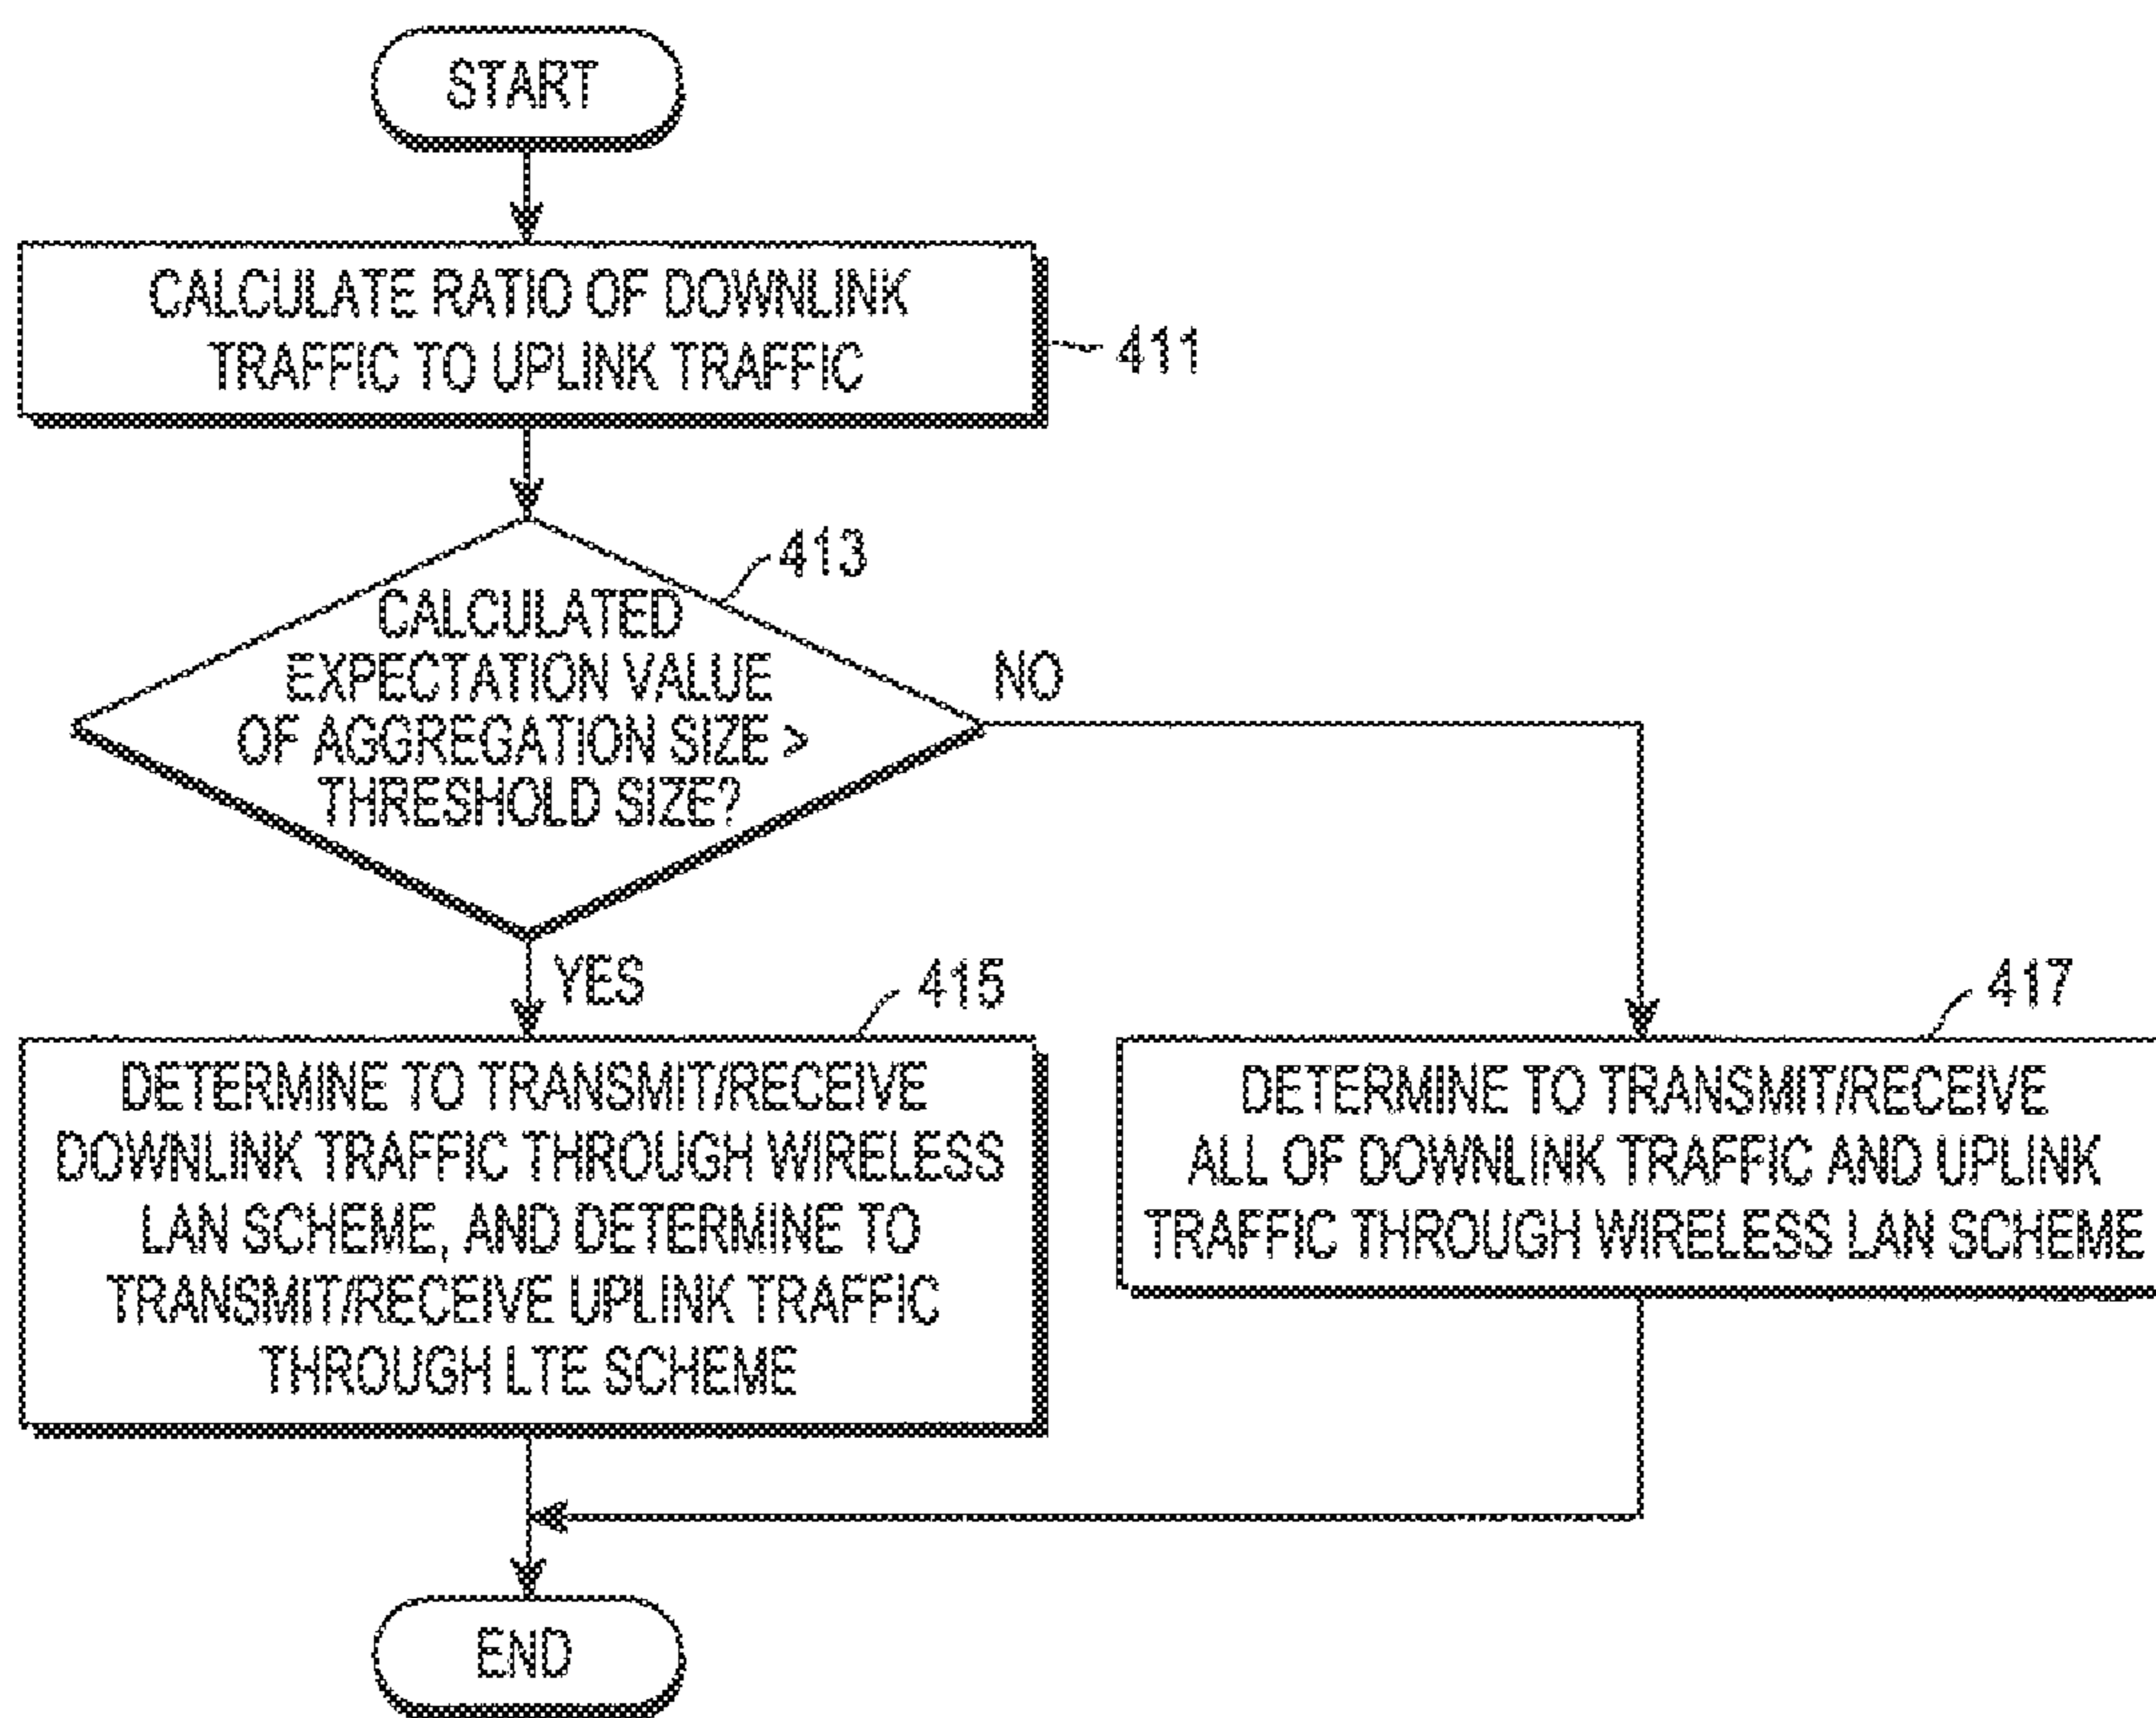 START
CALCULATE RATIO OF DOWNLINK
TRAFFIC TO UPLINK TRAFFIC
411
413
CALCULATED
EXPECTATION VALUE
OF AGGREGATION SIZE >
THRESHOLD SIZE?
NO
YES
415
DETERMINE TO TRANSMIT/RECEIVE
DOWNLINK TRAFFIC THROUGH WIRELESS
LAN SCHEME, AND DETERMINE TO
TRANSMIT/RECEIVE UPLINK TRAFFIC
THROUGH LTE SCHEME
417
DETERMINE TO TRANSMIT/RECEIVE
ALL OF DOWNLINK TRAFFIC AND UPLINK
TRAFFIC THROUGH WIRELESS LAN SCHEME
END